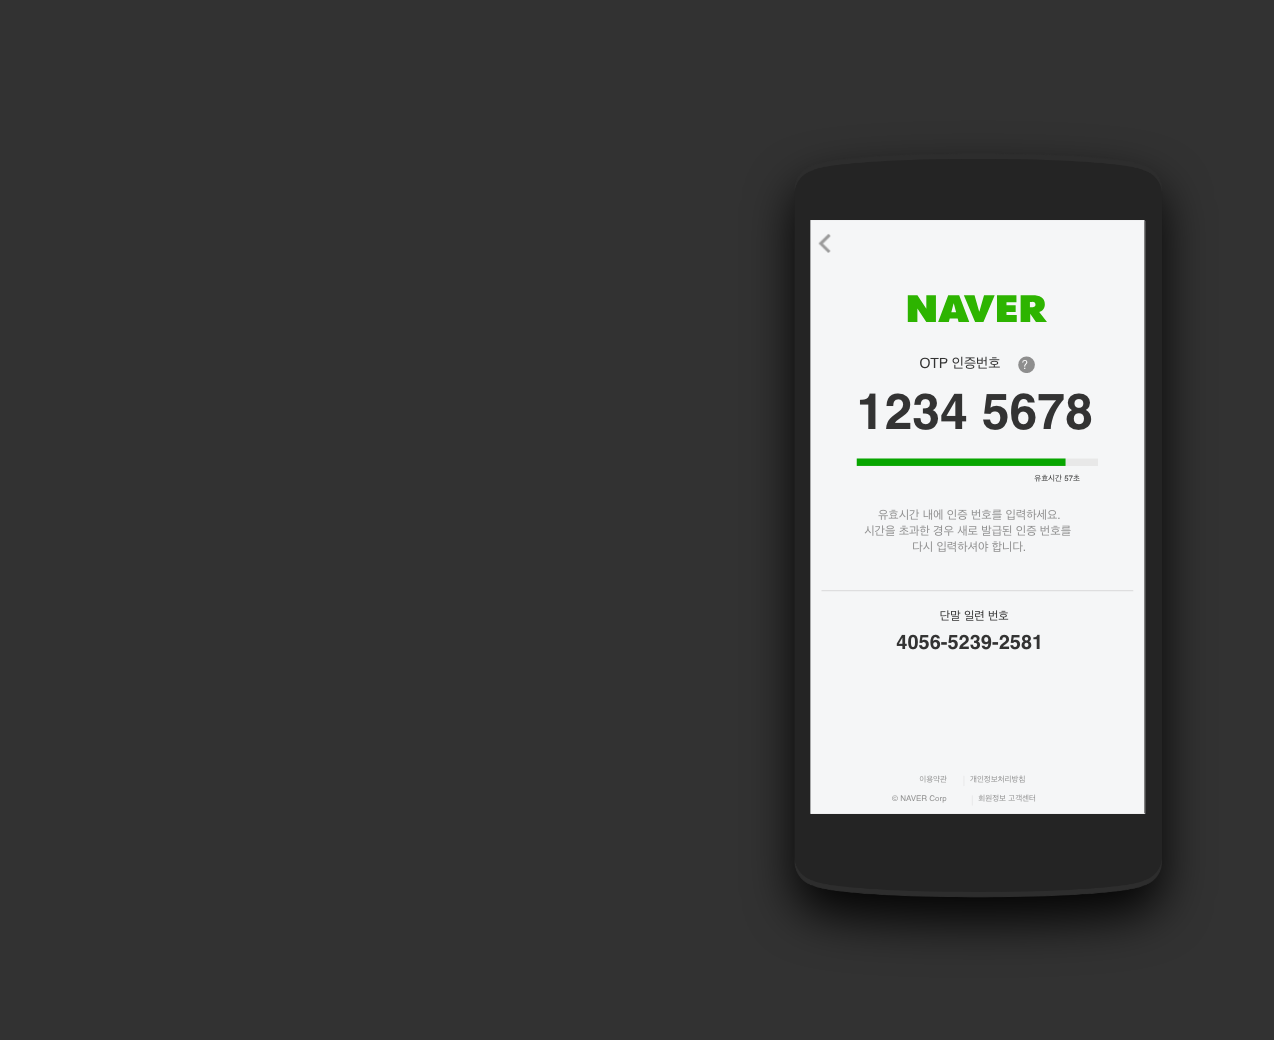 NAVER
OTP 인증번호 ?
1234 5678
유효시간 57초
유효시간 내에 인증 번호를 입력하세요.
시간을 초과한 경우 새로 발급된 인증 번호를
다시 입력하셔야 합니다.
단말 일련 번호
4056-5239-2581
이용약관 | 개인정보처리방침
© NAVER Corp | 회원정보 고객센터